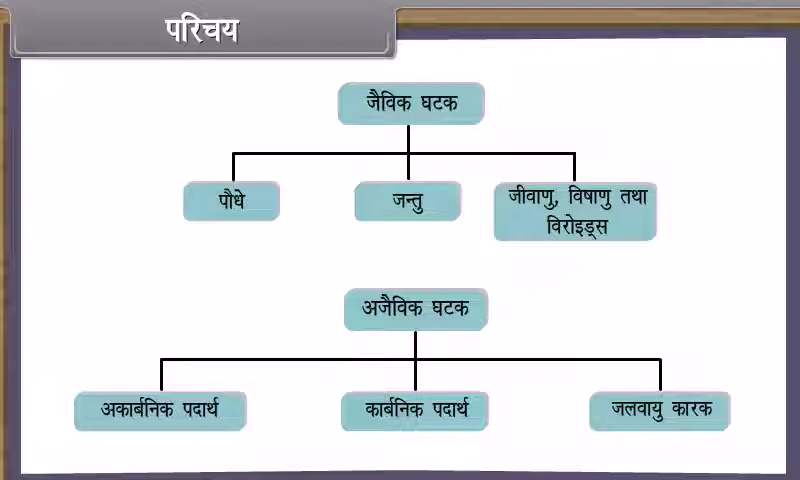 परिचय
जैविक घटक
पौधे
जन्तु
जीवाणु, विषाणु तथा
विरोइड्स
अजैविक घटक
अकार्बनिक पदार्थ
कार्बनिक पदार्थ
जलवायु कारक